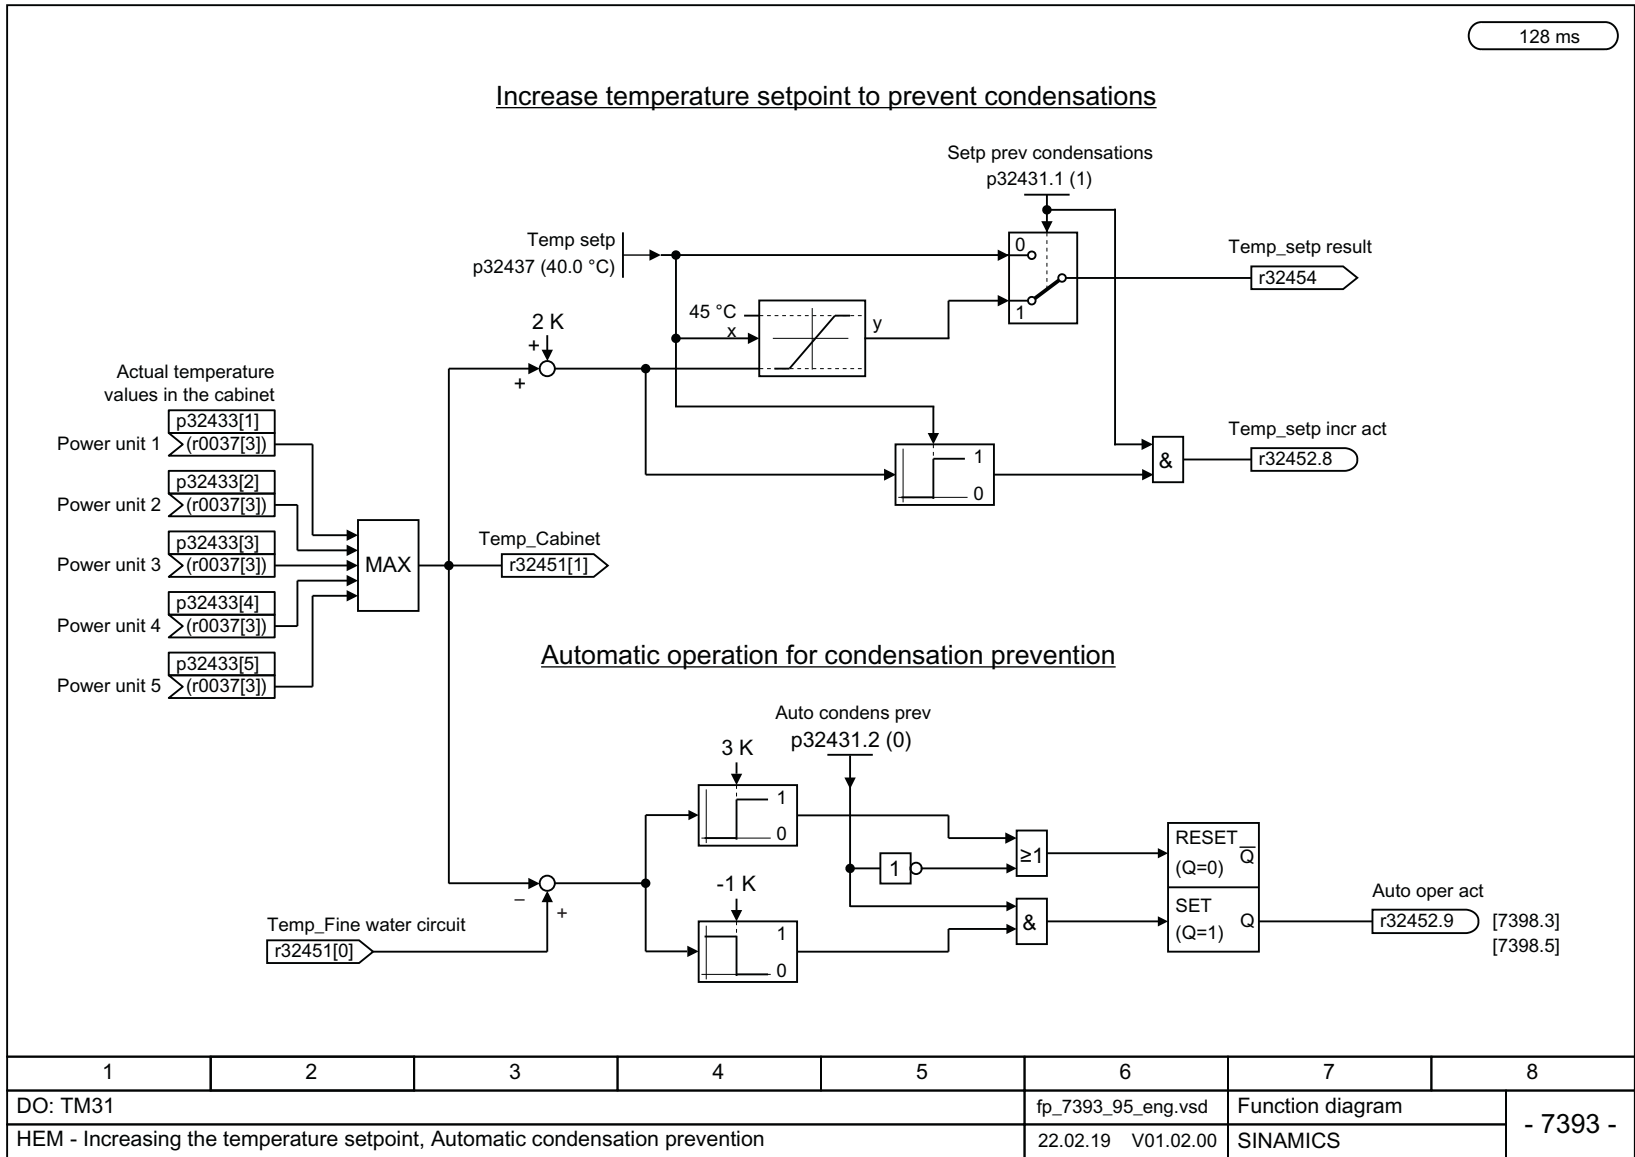 128 ms
Increase temperature setpoint to prevent condensations
Setp prev condensations
p32431.1 (1)
Temp setp
p32437 (40.0 °C)
0
1
Temp_setp result
r32454
45 °C
x
y
2 K
+
+
Actual temperature
values in the cabinet
p32433[1]
Power unit 1 (r0037[3])
p32433[2]
Power unit 2 (r0037[3])
p32433[3]
Power unit 3 (r0037[3])
p32433[4]
Power unit 4 (r0037[3])
p32433[5]
Power unit 5 (r0037[3])
MAX
Temp_Cabinet
r32451[1]
1
0
&
Temp_setp incr act
r32452.8
Automatic operation for condensation prevention
Auto condens prev
p32431.2 (0)
3 K
1
0
-1 K
1
0
–
+
Temp_Fine water circuit
r32451[0]
1
≥1
&
RESET Q̅
(Q=0)
SET
(Q=1) Q
Auto oper act
r32452.9 [7398.3]
[7398.5]
1 2 3 4 5 6 7 8
DO: TM31 fp_7393_95_eng.vsd Function diagram - 7393 -
HEM - Increasing the temperature setpoint, Automatic condensation prevention 22.02.19 V01.02.00 SINAMICS